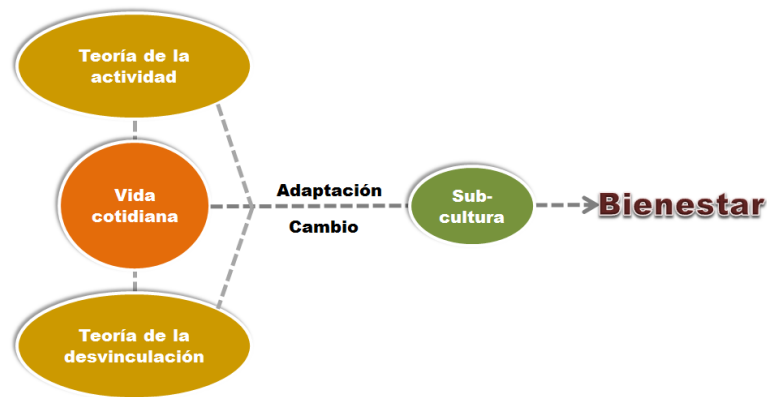 Teoría de la
actividad
Vida
cotidiana
Adaptación
Cambio
Sub-
cultura
Bienestar
Teoría de la
desvinculación